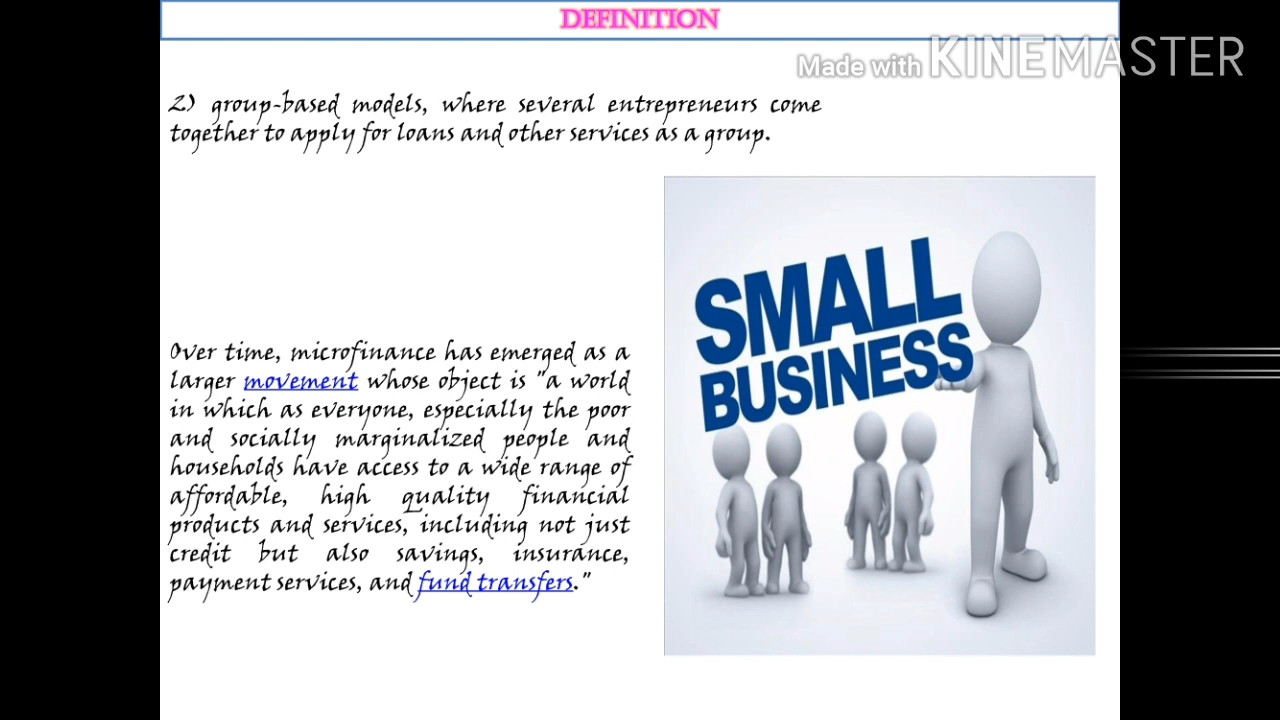 DEFINITION
Made with KINEMASTER
2) group-based models, where several entrepreneurs come
together to apply for loans and other services as a group.
SMALL
BUSINESS
Over time, microfinance has emerged as a
larger movement whose object is "a world
in which as everyone, especially the poor
and socially marginalized people and
households have access to a wide range of
affordable, high quality financial
products and services, including not just
credit but also savings, insurance,
payment services, and fund transfers."